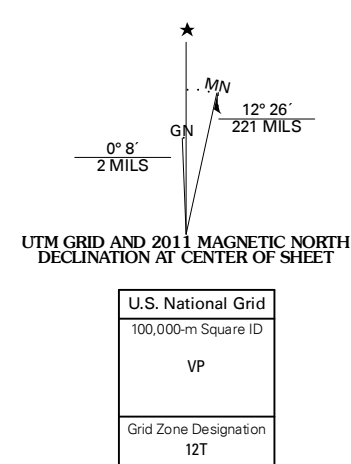 ★
MN
12° 26´
221 MILS
GN
0° 8´
2 MILS
UTM GRID AND 2011 MAGNETIC NORTH
DECLINATION AT CENTER OF SHEET
U.S. National Grid
100,000-m Square ID
VP
Grid Zone Designation
12T